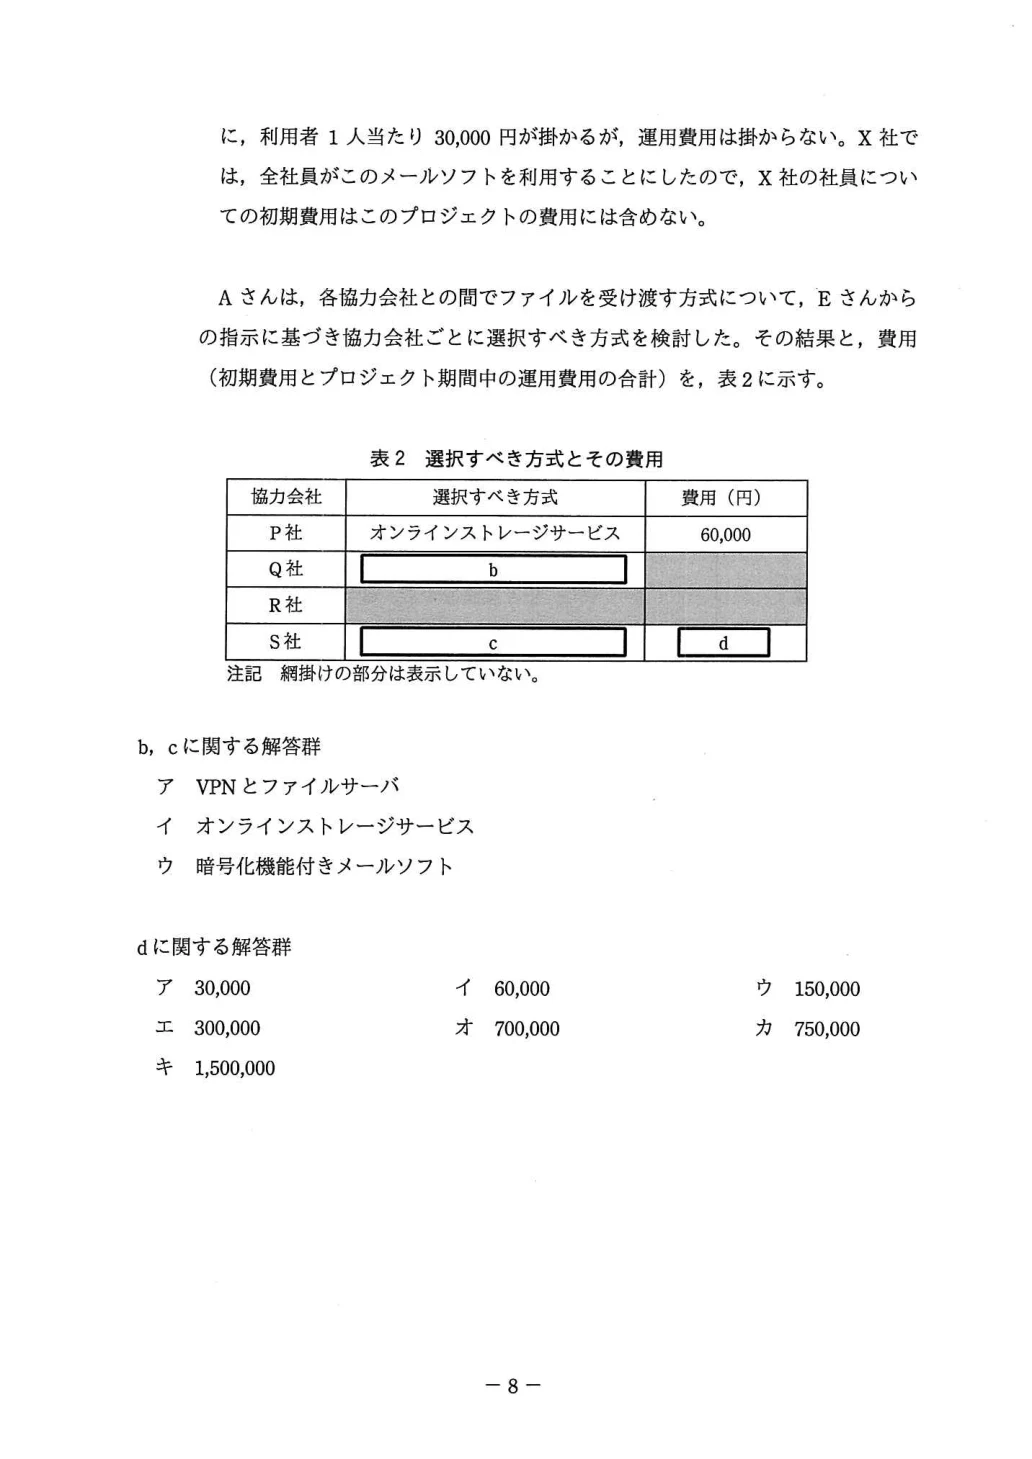 に，利用者 1 人当たり 30,000 円が掛かるが，運用費用は掛からない。X 社で
は，全社員がこのメールソフトを利用することにしたので，X 社の社員につい
ての初期費用はこのプロジェクトの費用には含めない。
A さんは，各協力会社との間でファイルを受け渡す方式について，E さんから
の指示に基づき協力会社ごとに選択すべき方式を検討した。その結果と，費用
（初期費用とプロジェクト期間中の運用費用の合計）を，表 2 に示す。
表 2　選択すべき方式とその費用
協力会社　選択すべき方式　費用（円）
P 社　オンラインストレージサービス　60,000
Q 社　b
R 社
S 社　c　d
注記　網掛けの部分は表示していない。
b，c に関する解答群
ア　VPN とファイルサーバ
イ　オンラインストレージサービス
ウ　暗号化機能付きメールソフト
d に関する解答群
ア　30,000　イ　60,000　ウ　150,000
エ　300,000　オ　700,000　カ　750,000
キ　1,500,000
－ 8 －